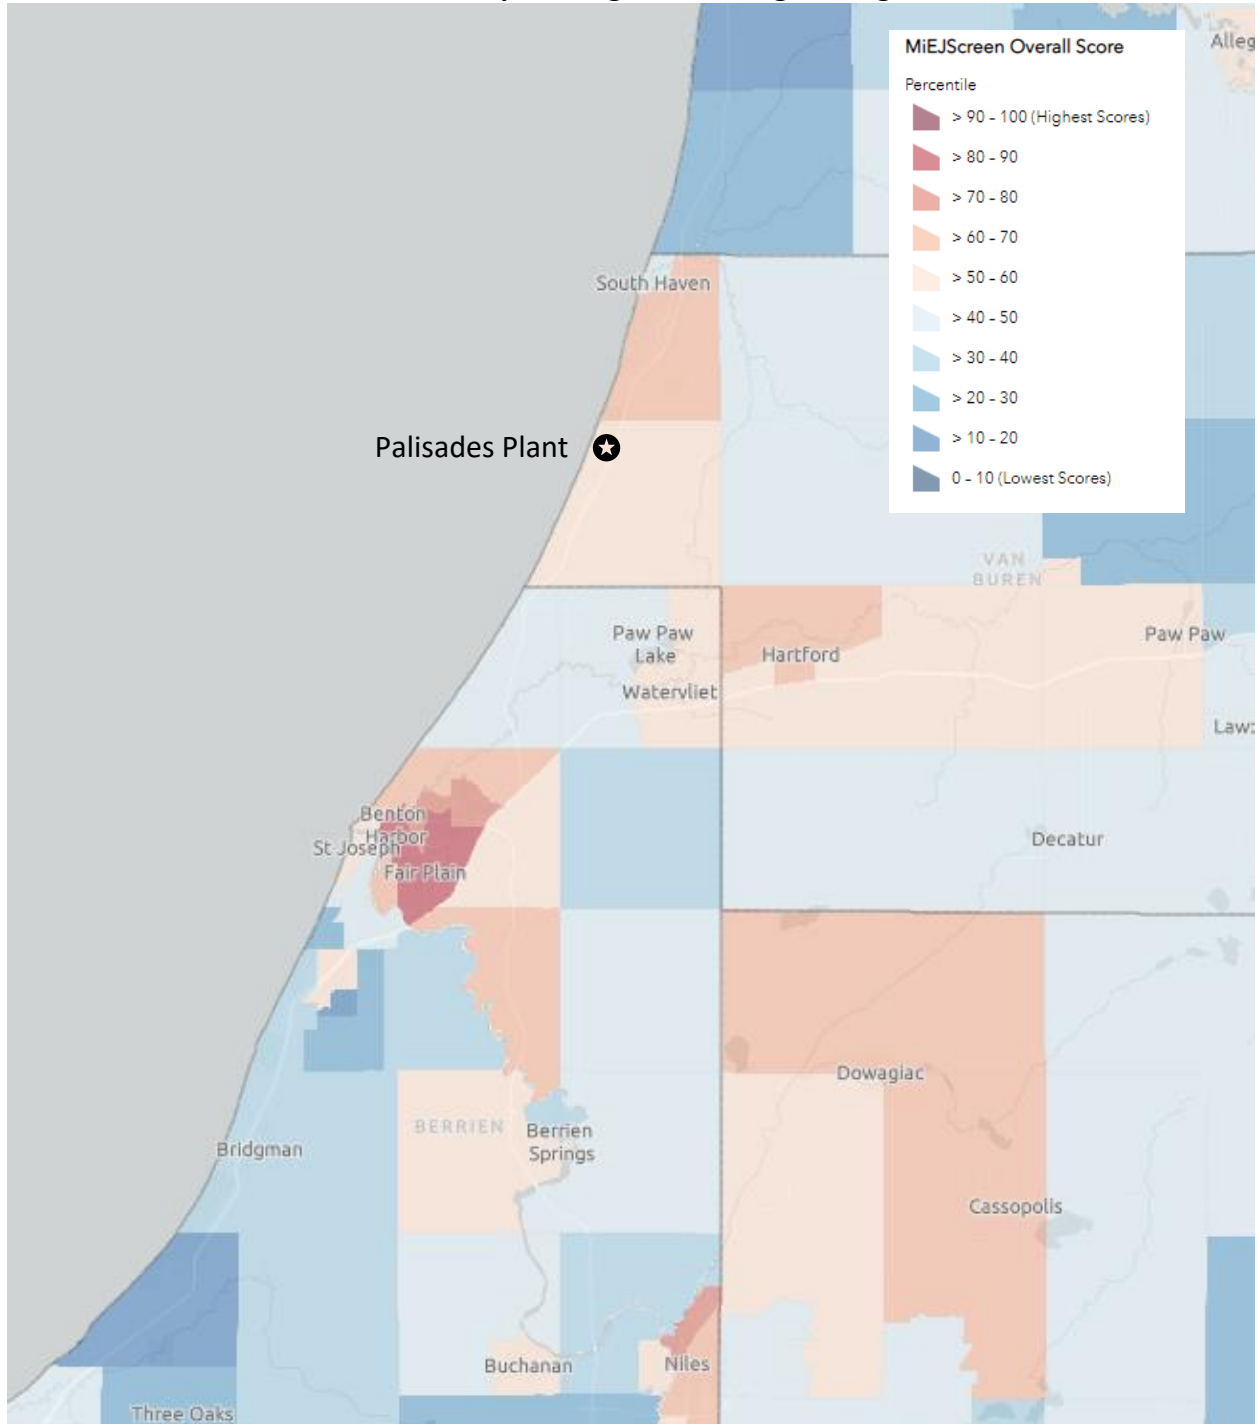 MiEJScreen Overall Score
Percentile
> 90 - 100 (Highest Scores)
> 80 - 90
> 70 - 80
> 60 - 70
> 50 - 60
> 40 - 50
> 30 - 40
> 20 - 30
> 10 - 20
0 - 10 (Lowest Scores)
Alleg
South Haven
Palisades Plant
VAN
BUREN
Paw Paw
Lake
Hartford
Paw Paw
Watervliet
Law
Benton
Harbor
St Joseph
Fair Plain
Decatur
Dowagiac
BERRIEN
Berrien
Springs
Bridgman
Cassopolis
Buchanan
Niles
Three Oaks